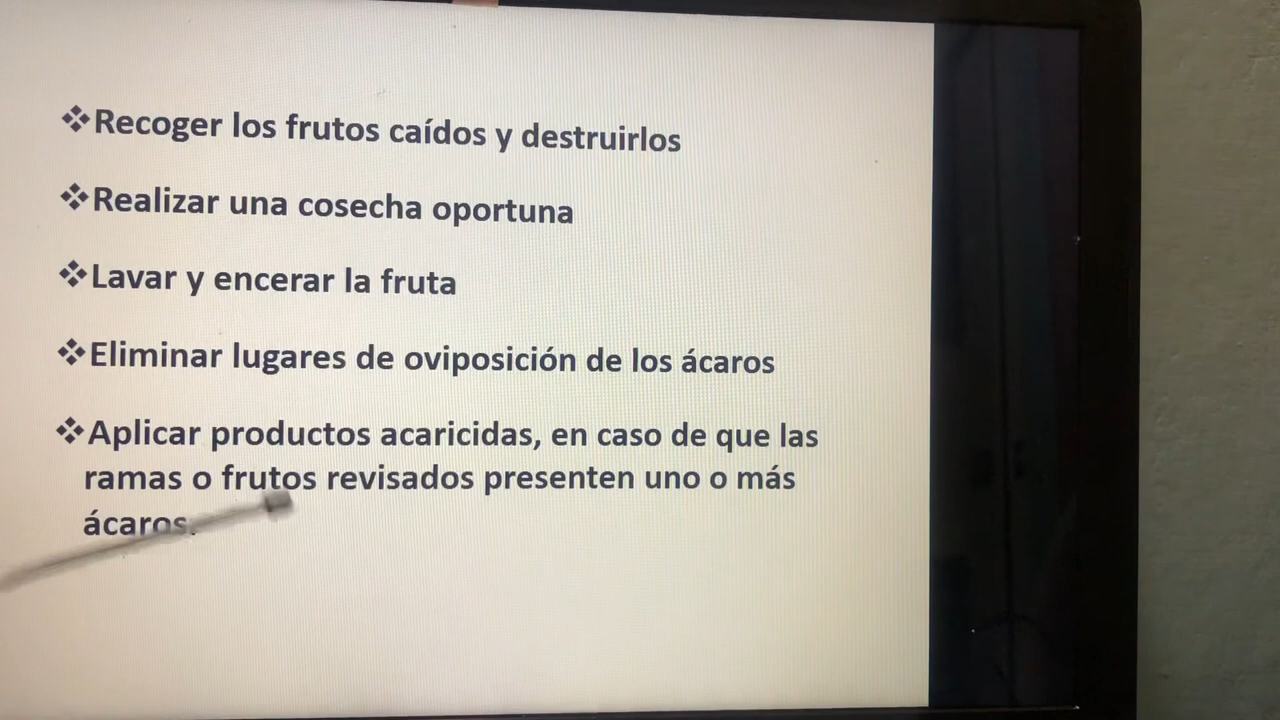 ❖Recoger los frutos caídos y destruirlos
❖Realizar una cosecha oportuna
❖Lavar y encerar la fruta
❖Eliminar lugares de oviposición de los ácaros
❖Aplicar productos acaricidas, en caso de que las
ramas o frutos revisados presenten uno o más
ácaros.